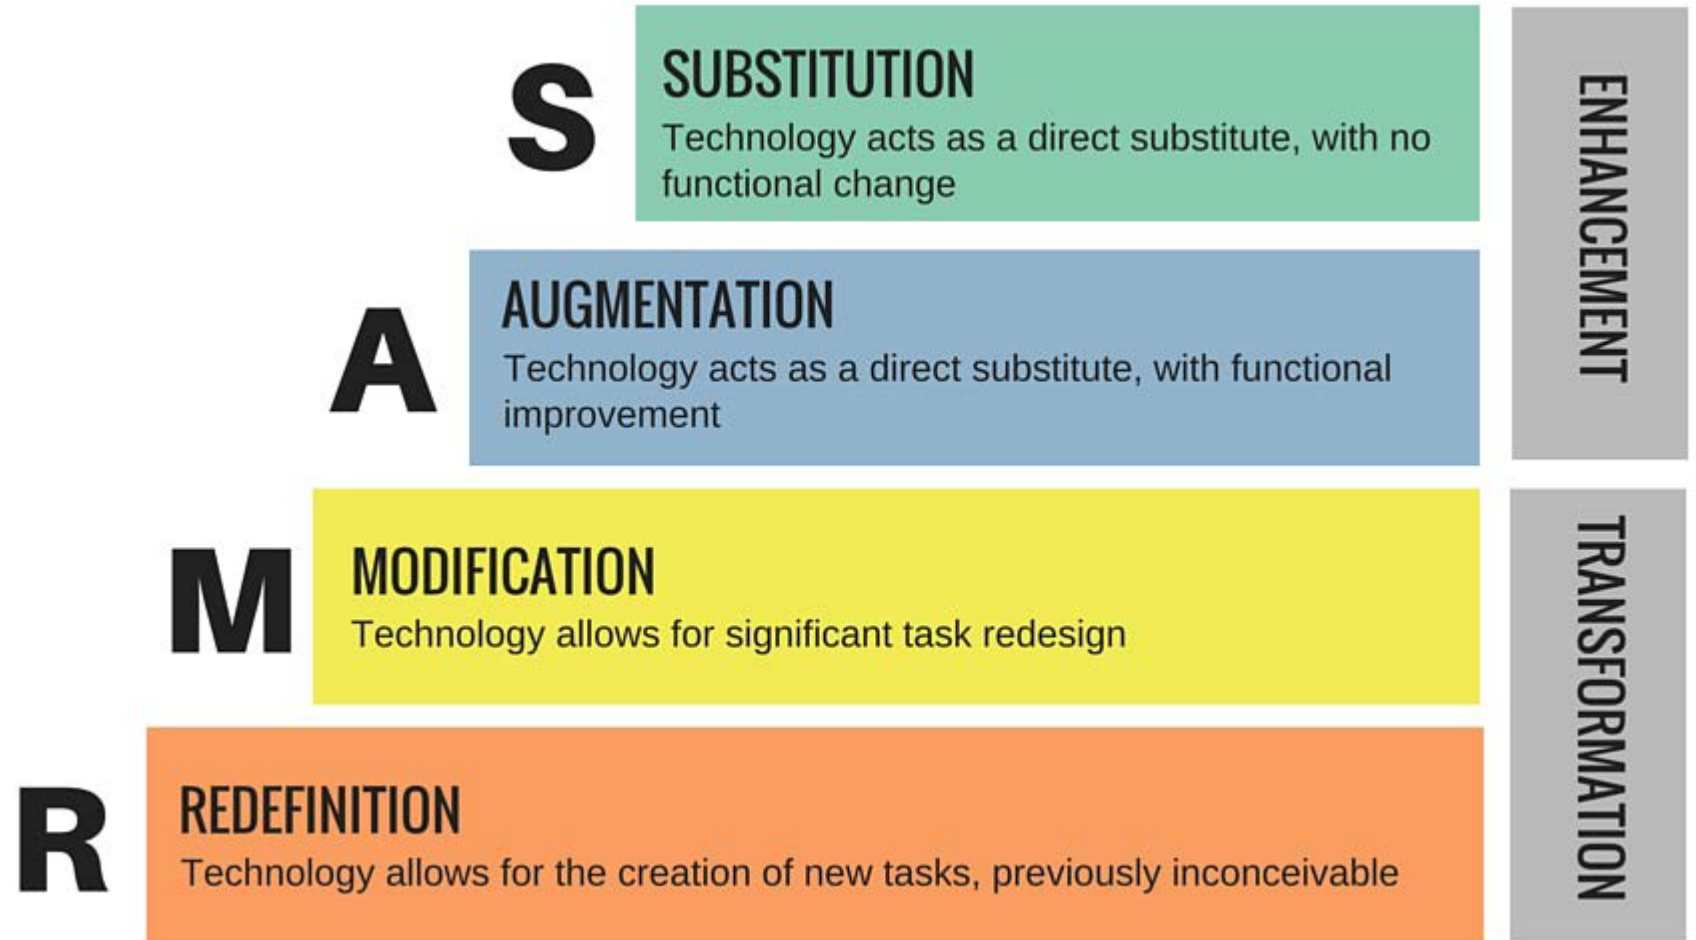 S
SUBSTITUTION
Technology acts as a direct substitute, with no
functional change
A
AUGMENTATION
Technology acts as a direct substitute, with functional
improvement
ENHANCEMENT
M
MODIFICATION
Technology allows for significant task redesign
R
REDEFINITION
Technology allows for the creation of new tasks, previously inconceivable
TRANSFORMATION